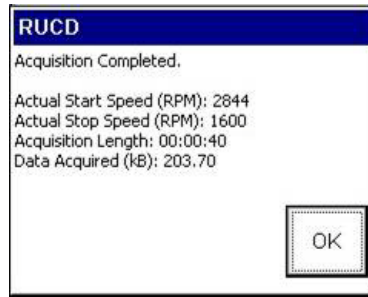 RUCD
Acquisition Completed.
Actual Start Speed (RPM): 2844
Actual Stop Speed (RPM): 1600
Acquisition Length: 00:00:40
Data Acquired (kB): 203.70
OK